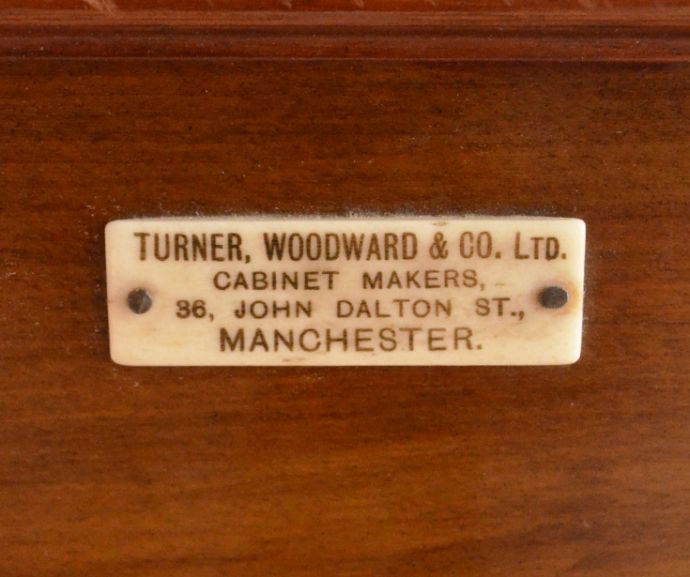 TURNER, WOODWARD & CO. LTD.
CABINET MAKERS,
36, JOHN DALTON ST.,
MANCHESTER.